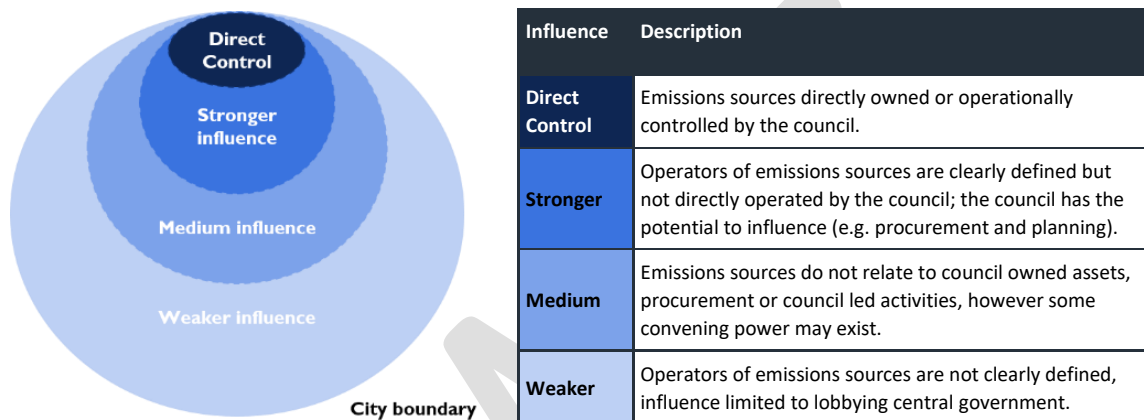 Direct
Control
Stronger
influence
Medium influence
Weaker influence
City boundary
Influence Description
Direct
Control
Emissions sources directly owned or operationally
controlled by the council.
Stronger
Operators of emissions sources are clearly defined but
not directly operated by the council; the council has the
potential to influence (e.g. procurement and planning).
Medium
Emissions sources do not relate to council owned assets,
procurement or council led activities, however some
convening power may exist.
Weaker
Operators of emissions sources are not clearly defined,
influence limited to lobbying central government.